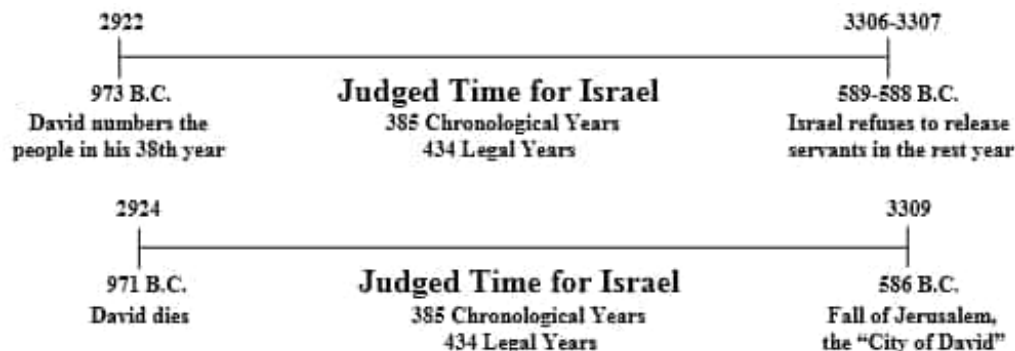 2922 3306-3307
973 B.C. Judged Time for Israel 589-588 B.C.
David numbers the 385 Chronological Years Israel refuses to release
people in his 38th year 434 Legal Years servants in the rest year
2924 3309
971 B.C. Judged Time for Israel 586 B.C.
David dies 385 Chronological Years Fall of Jerusalem,
434 Legal Years the “City of David”